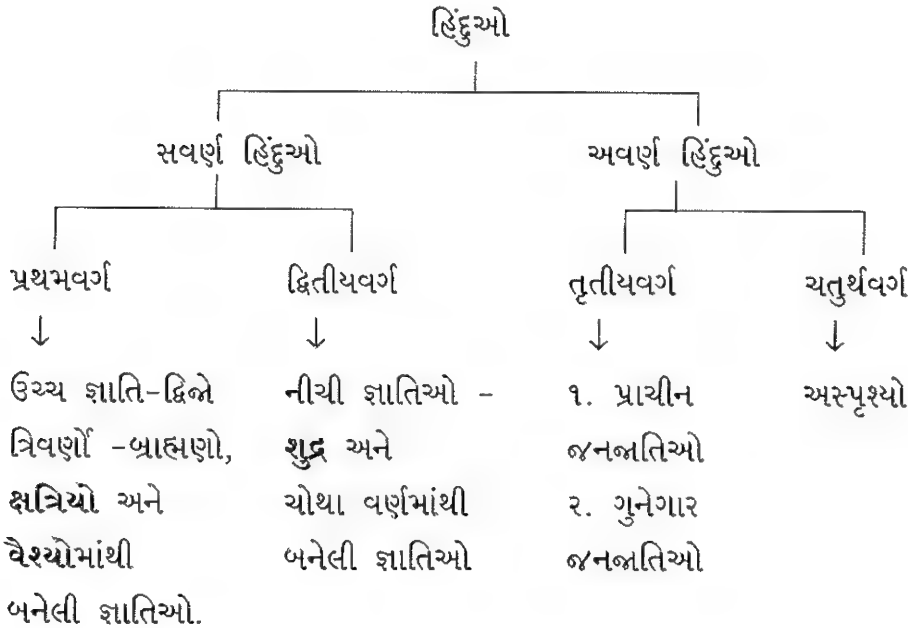 હિંદુઓ
સવર્ણ હિંદુઓ
અવર્ણ હિંદુઓ
પ્રથમવર્ગ
દ્વિતીયવર્ગ
તૃતીયવર્ગ
ચતુર્થવર્ગ
ઉચ્ચ જ્ઞાતિ-દ્વિજો
ત્રિવર્ણો -બ્રાહ્મણો,
ક્ષત્રિયો અને
વૈશ્યોમાંથી
બનેલી જ્ઞાતિઓ.
નીચી જ્ઞાતિઓ -
શુદ્ર અને
ચોથા વર્ણમાંથી
બનેલી જ્ઞાતિઓ
૧. પ્રાચીન
જનજાતિઓ
૨. ગુનેગાર
જનજાતિઓ
અસ્પૃશ્યો